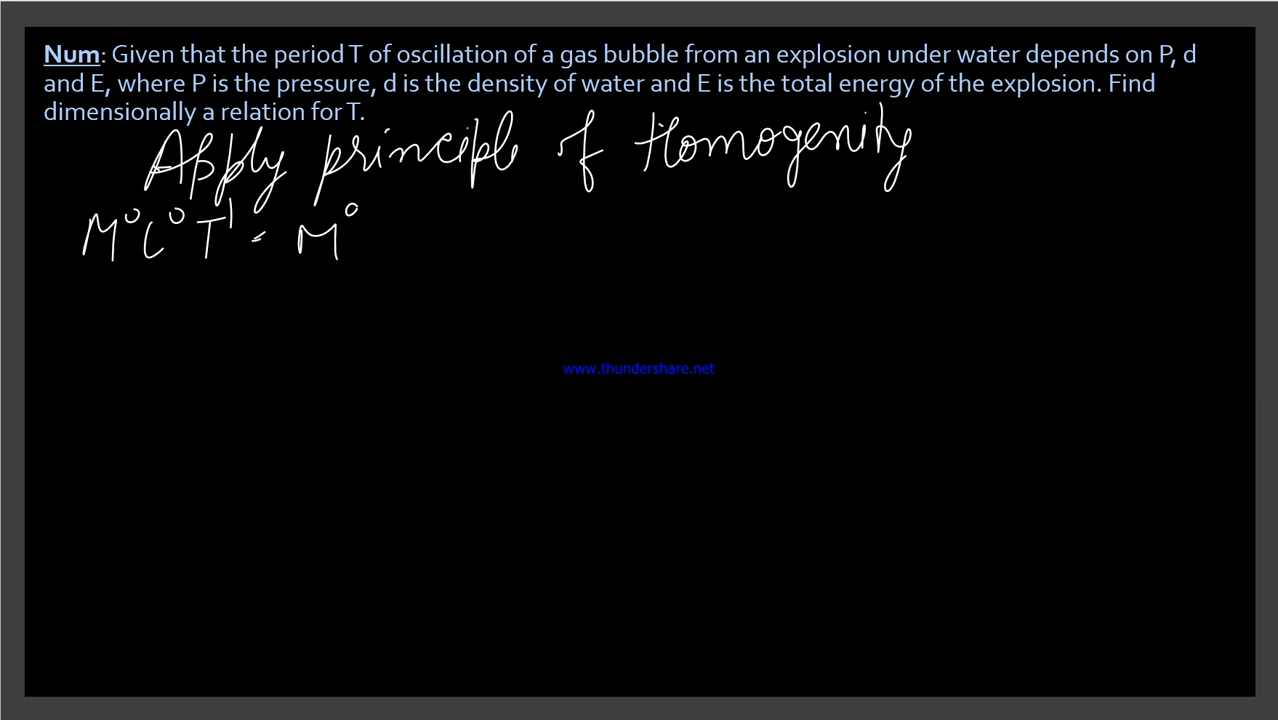 Num: Given that the period T of oscillation of a gas bubble from an explosion under water depends on P, d
and E, where P is the pressure, d is the density of water and E is the total energy of the explosion. Find
dimensionally a relation for T.
Apply principle of Homogenity
M⁰L⁰T¹ = M⁰
www.thundershare.net